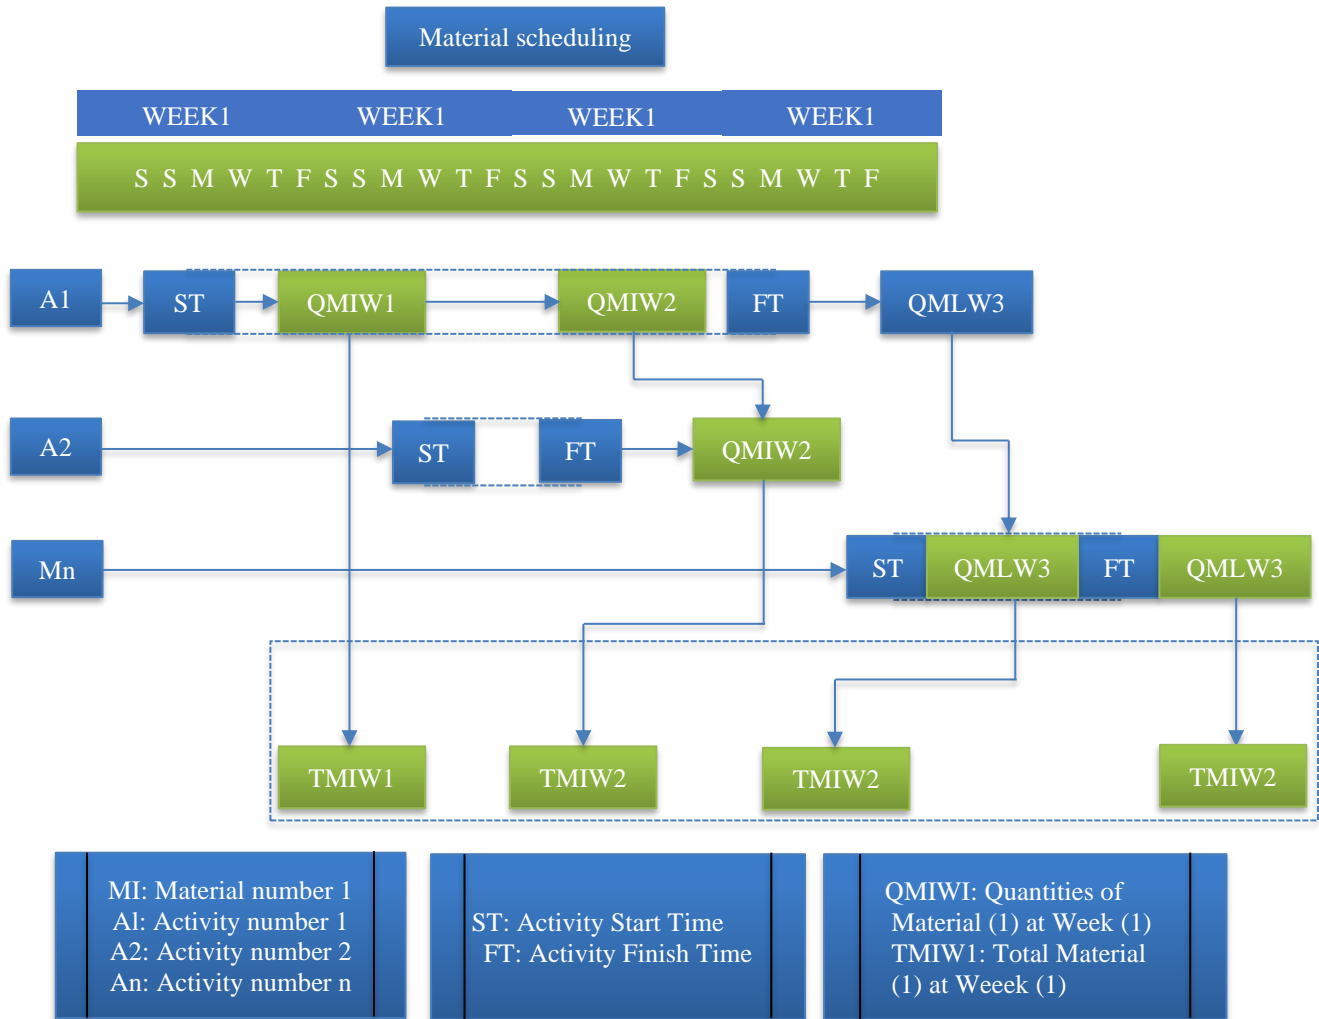 Material scheduling
WEEK1 WEEK1 WEEK1 WEEK1
S S M W T F S S M W T F S S M W T F S S M W T F
A1 ST QMIW1 QMIW2 FT QMLW3
A2 ST FT QMIW2
Mn ST QMLW3 FT QMLW3
TMIW1 TMIW2 TMIW2 TMIW2
MI: Material number 1
Al: Activity number 1
A2: Activity number 2
An: Activity number n
ST: Activity Start Time
FT: Activity Finish Time
QMIWI: Quantities of
Material (1) at Week (1)
TMIW1: Total Material
(1) at Weeek (1)